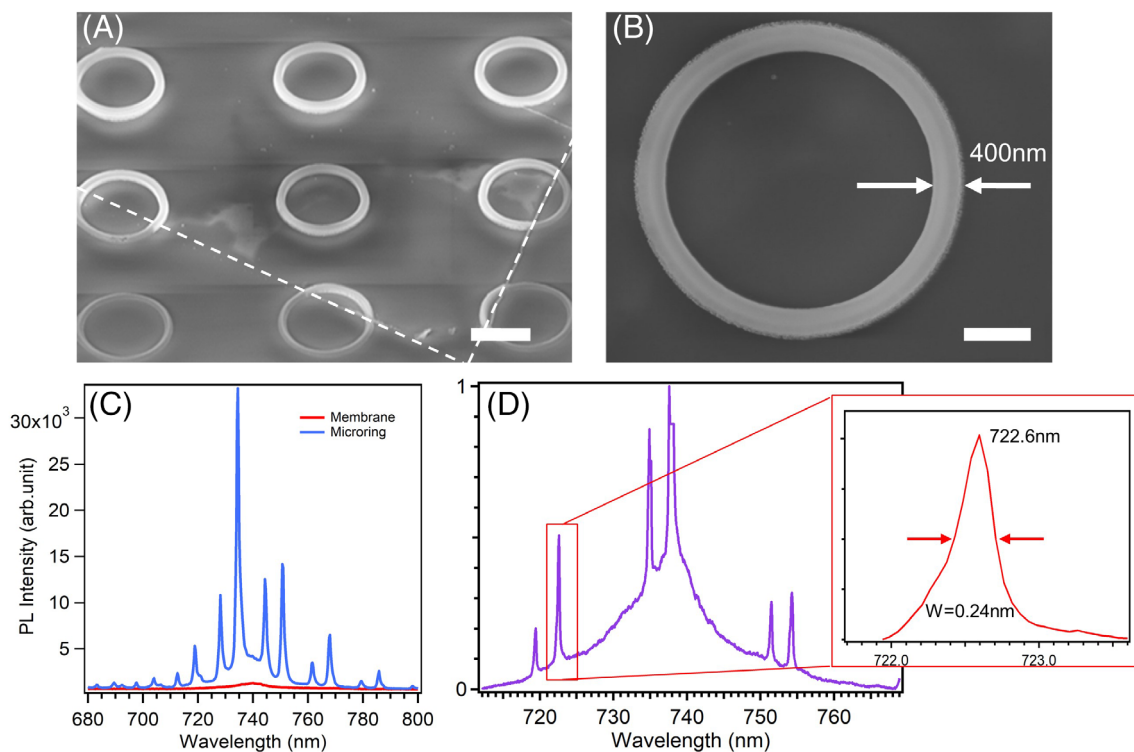 (A)
(B)
400nm
(C)
30x10³
25
20
15
10
5
PL Intensity (arb.unit)
Membrane
Microring
680
700
720
740
760
780
800
Wavelength (nm)
(D)
1
0
720
730
740
750
760
Wavelength (nm)
722.6nm
W=0.24nm
722.0
723.0